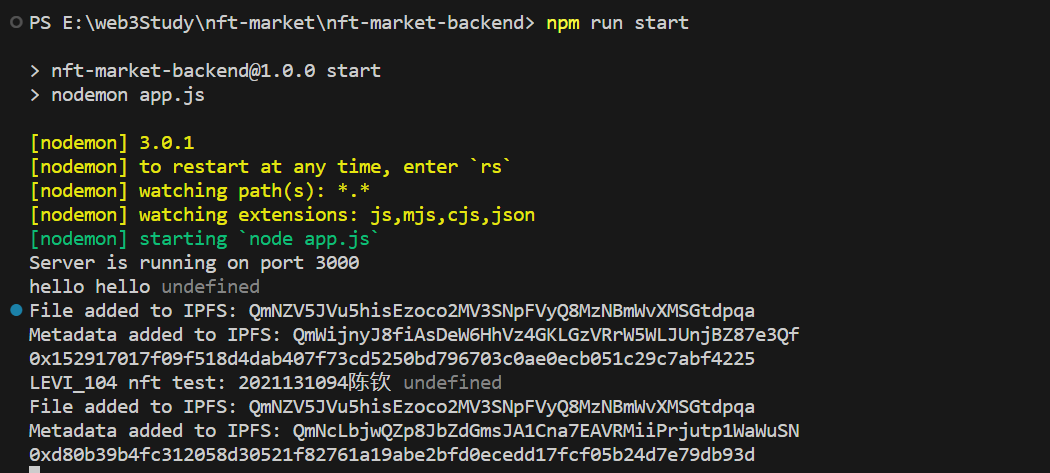 PS E:\web3Study\nft-market\nft-market-backend> npm run start
> nft-market-backend@1.0.0 start
> nodemon app.js
[nodemon] 3.0.1
[nodemon] to restart at any time, enter `rs`
[nodemon] watching path(s): *.*
[nodemon] watching extensions: js,mjs,cjs,json
[nodemon] starting `node app.js`
Server is running on port 3000
hello hello undefined
File added to IPFS: QmNZV5JVu5hisEzoco2MV3SNpFVyQ8MzNBmWvXMSGtdpqa
Metadata added to IPFS: QmWijnyJ8fiAsDeW6HhVz4GKLGzVRrW5WLJUnjBZ87e3Qf
0x152917017f09f518d4dab407f73cd5250bd796703c0ae0ecb051c29c7abf4225
LEVI_104 nft test: 2021131094陈钦 undefined
File added to IPFS: QmNZV5JVu5hisEzoco2MV3SNpFVyQ8MzNBmWvXMSGtdpqa
Metadata added to IPFS: QmNcLbjwQZp8JbZdGmsJA1Cna7EAVRMiiPrjutp1WaWuSN
0xd80b39b4fc312058d30521f82761a19abe2bfd0ecedd17fcf05b24d7e79db93d